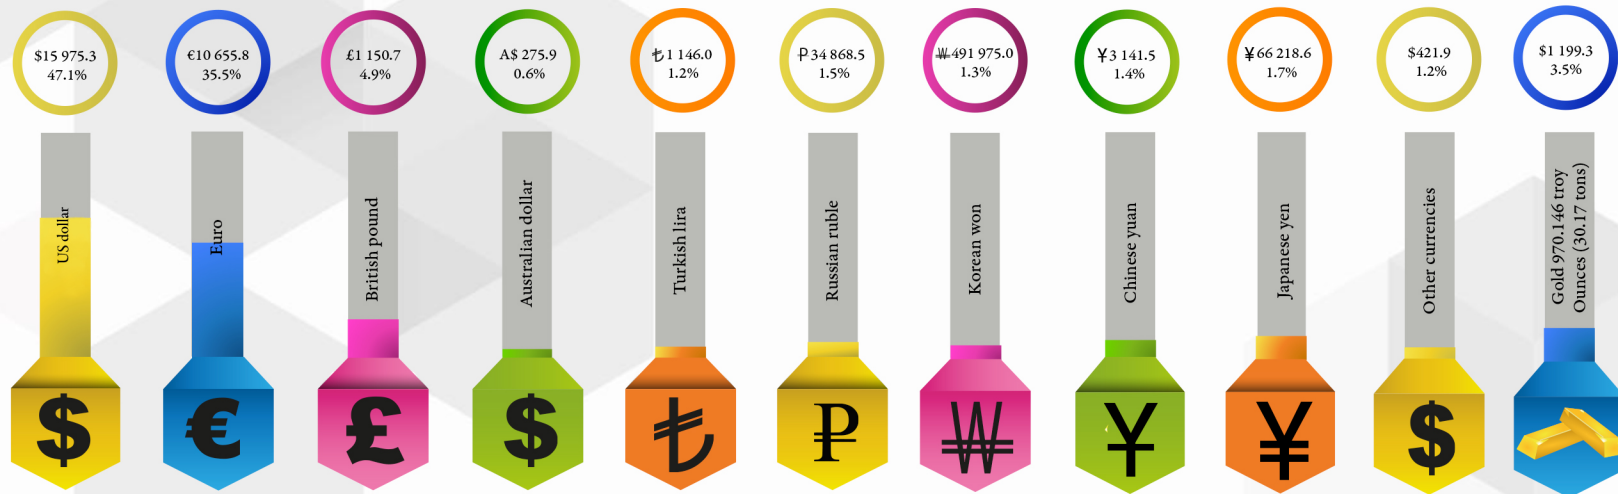 $15 975.3
47.1%
€10 655.8
35.5%
£1 150.7
4.9%
A$ 275.9
0.6%
₺1 146.0
1.2%
₽34 868.5
1.5%
₩491 975.0
1.3%
¥3 141.5
1.4%
¥66 218.6
1.7%
$421.9
1.2%
$1 199.3
3.5%
US dollar
Euro
British pound
Australian dollar
Turkish lira
Russian ruble
Korean won
Chinese yuan
Japanese yen
Other currencies
Gold 970.146 troy
Ounces (30.17 tons)
$
€
£
$
₺
₽
₩
Y
¥
$